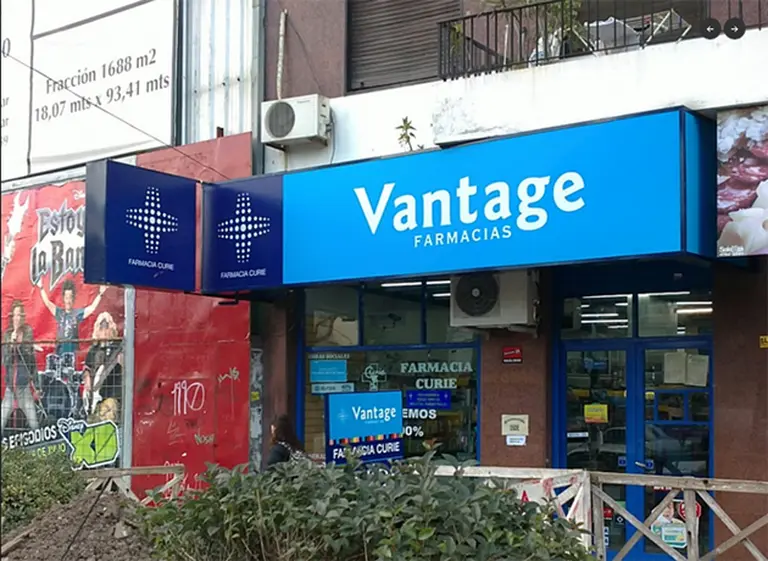 Fracción 1688 m2
18,07 mts x 93,41 mts
Vantage
FARMACIAS
FARMACIA CURIE
FARMACIA CURIE
Estoy
la Ban
FARMACIA
CURIE
EMOS
0%
Vantage
FARMACIA CURIE
EPISODIOS Disney
XD